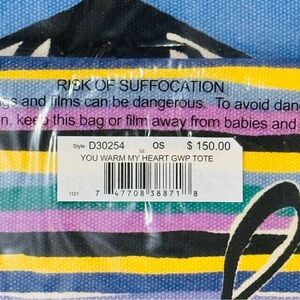 RISK OF SUFFOCATION
gs and films can be dangerous. To avoid dan
n, keep this bag or film away from babies and
Style D30254 SZ OS $ 150.00
YOU WARM MY HEART GWP TOTE
1121 7 47708 38871 8